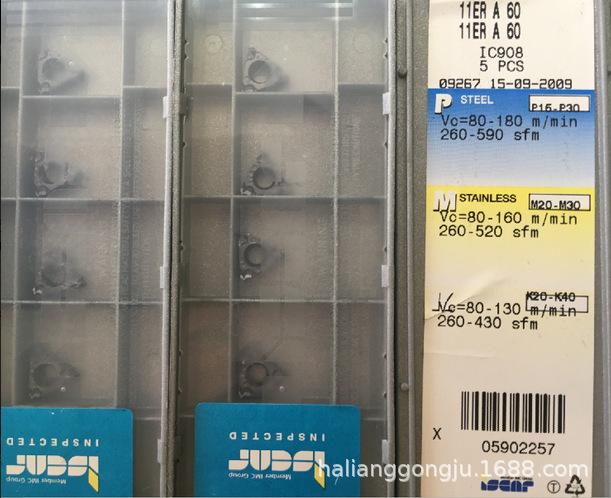 11ER A 60
11ER A 60
IC908
5 PCS
09267 15-09-2009
P STEEL P15-P30
Vc=80-180 m/min
260-590 sfm
M STAINLESS M20-M30
Vc=80-160 m/min
260-520 sfm
K20-K40
Vc=80-130 m/min
260-430 sfm
X 05902257
ISCAR
INSPECTED
ISCAR
Member IMC Group
INSPECTED
ISCAR
Member IMC Group
haliangongju.1688.com